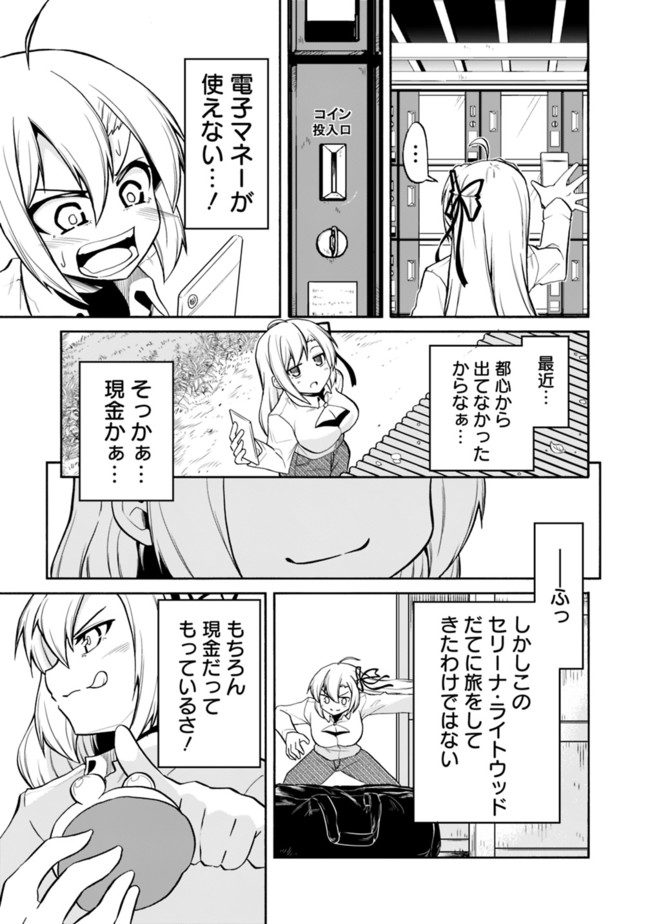 …
コイン
投入口
電子マネーが
使えない…！
最近…
都心から
出てなかった
からなぁ…
そっかぁ…
現金かぁ…
――ふっ
しかしこの
セリーナ・ライトウッド
だてに旅をして
きたわけではない
もちろん
現金だって
もっているさ！